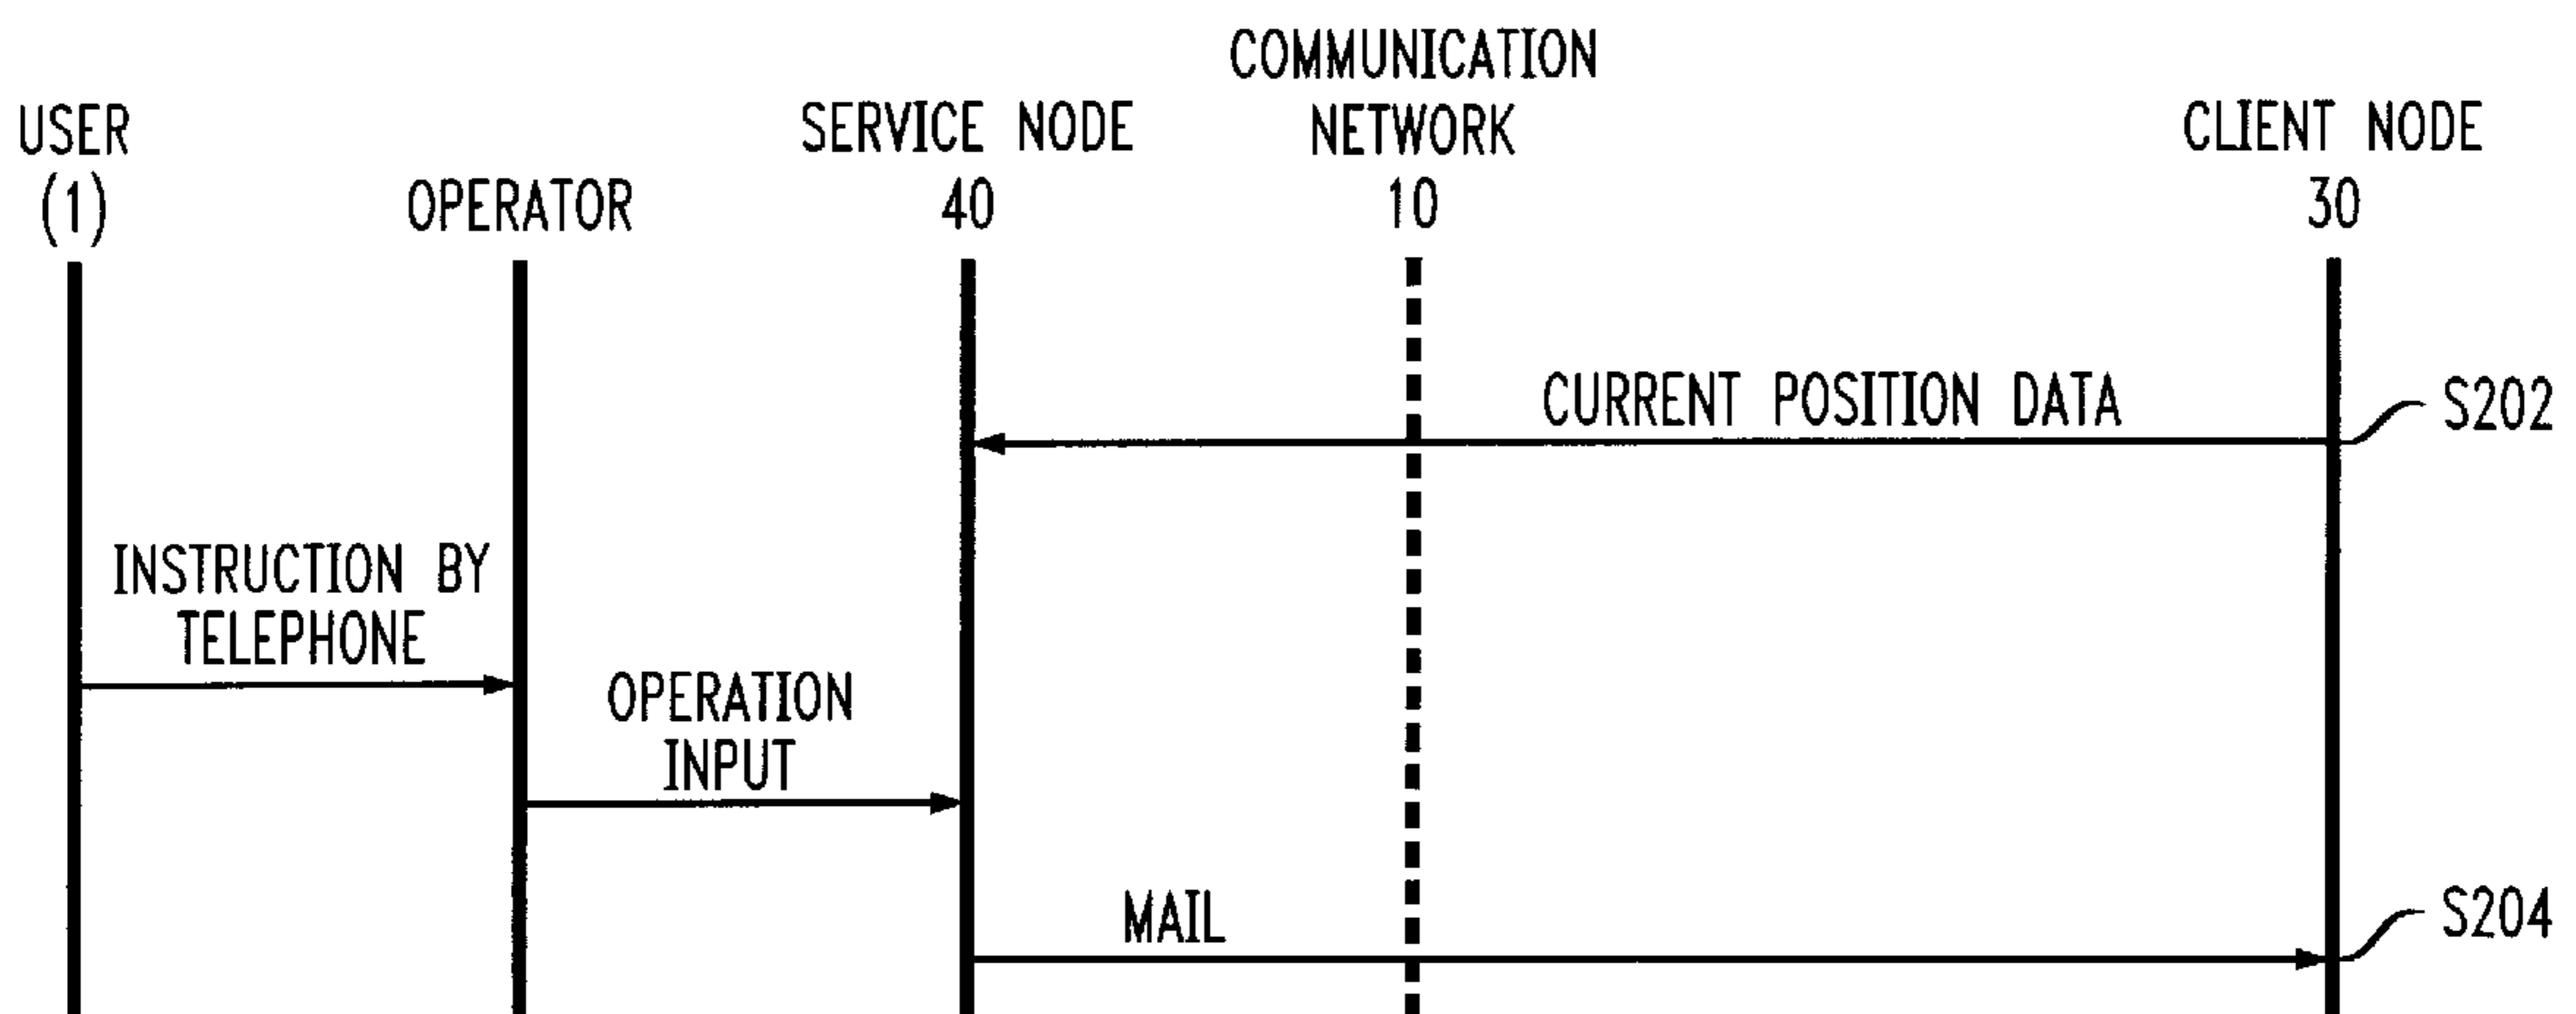 USER
(1)
OPERATOR
SERVICE NODE
40
COMMUNICATION
NETWORK
10
CLIENT NODE
30
CURRENT POSITION DATA
S202
INSTRUCTION BY
TELEPHONE
OPERATION
INPUT
MAIL
S204